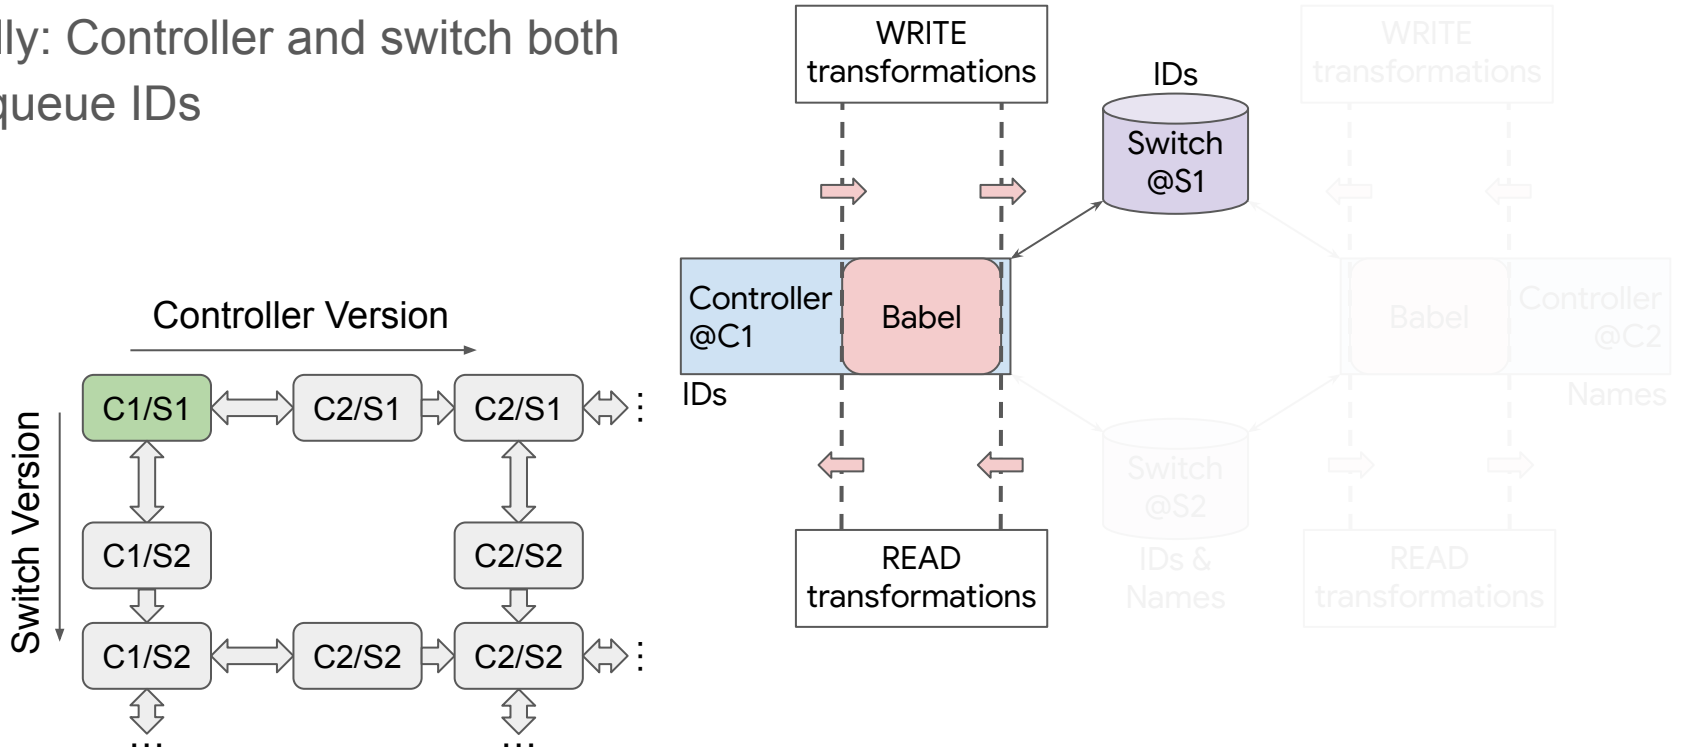 lly: Controller and switch both
queue IDs
WRITE
transformations
IDs
Switch
@S1
WRITE
transformations
Controller
@C1
Babel
IDs
Babel
Controller
@C2
Names
Switch
@S2
IDs &
Names
READ
transformations
READ
transformations
Controller Version
Switch Version
C1/S1
C2/S1
C2/S1
⋮
C1/S2
C2/S2
C1/S2
C2/S2
C2/S2
⋮
...
...